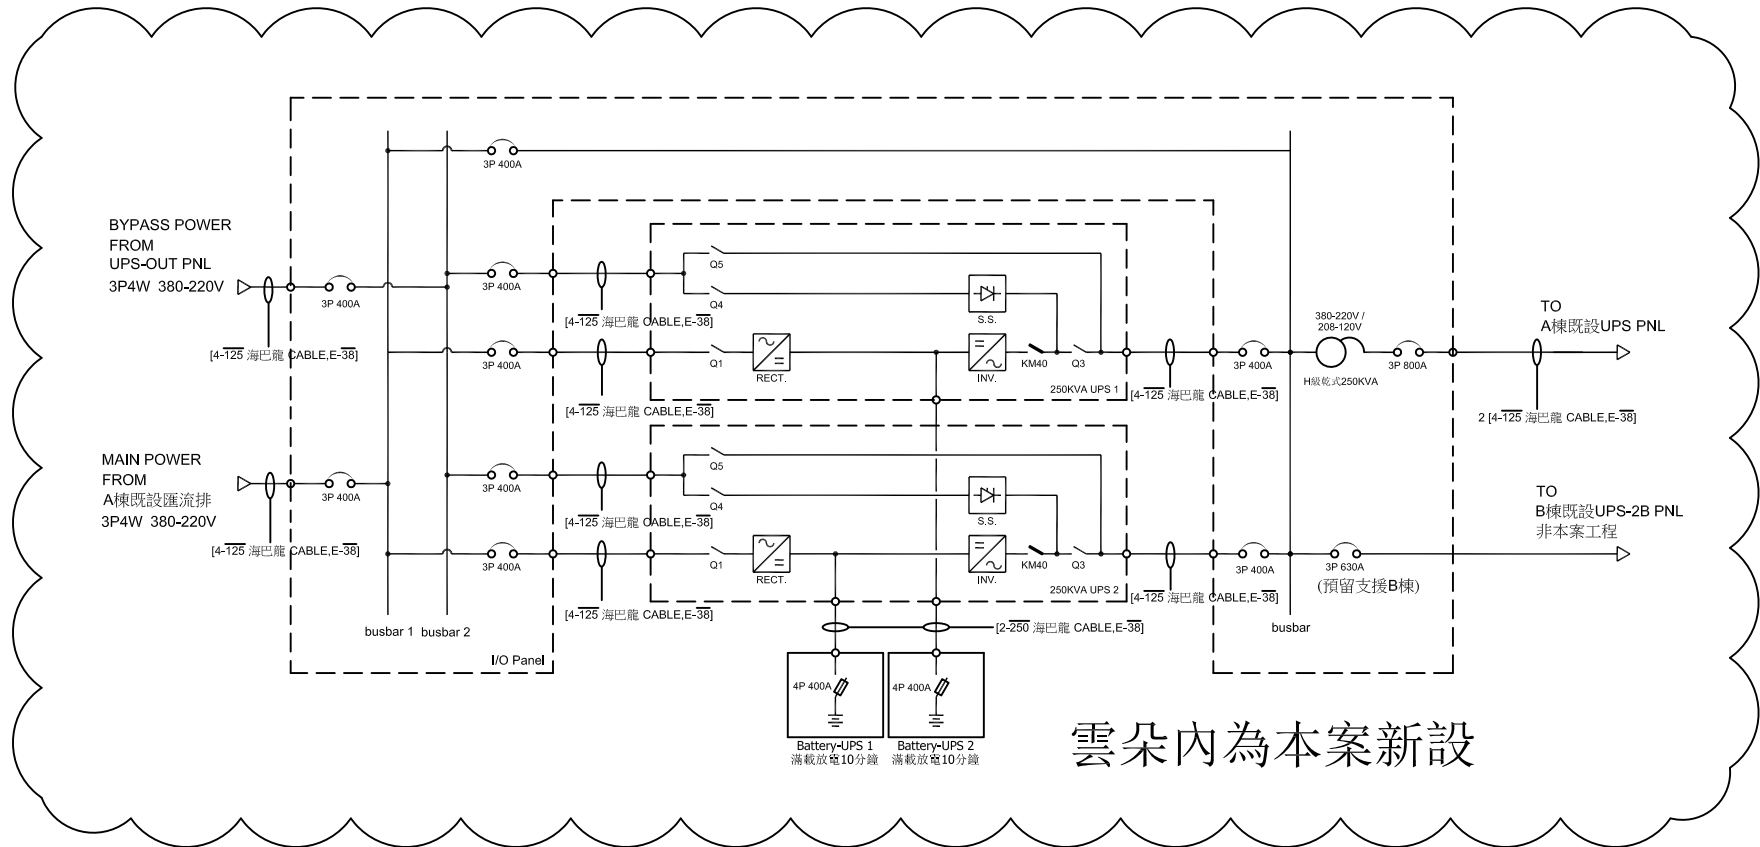 3P 400A
BYPASS POWER
FROM
UPS-OUT PNL
3P4W 380-220V
3P 400A
[4-125 海巴龍 CABLE,E-38]
3P 400A
[4-125 海巴龍 CABLE,E-38]
3P 400A
[4-125 海巴龍 CABLE,E-38]
Q5
Q4
S.S.
Q1
RECT.
INV.
KM40
Q3
250KVA UPS 1
[4-125 海巴龍 CABLE,E-38]
3P 400A
380-220V /
208-120V
H級乾式250KVA
3P 800A
TO
A棟既設UPS PNL
2 [4-125 海巴龍 CABLE,E-38]
MAIN POWER
FROM
A棟既設匯流排
3P4W 380-220V
3P 400A
[4-125 海巴龍 CABLE,E-38]
3P 400A
[4-125 海巴龍 CABLE,E-38]
3P 400A
[4-125 海巴龍 CABLE,E-38]
Q5
Q4
S.S.
Q1
RECT.
INV.
KM40
Q3
250KVA UPS 2
[4-125 海巴龍 CABLE,E-38]
3P 400A
3P 630A
(預留支援B棟)
TO
B棟既設UPS-2B PNL
非本案工程
busbar 1
busbar 2
busbar
I/O Panel
[2-250 海巴龍 CABLE,E-38]
4P 400A
4P 400A
Battery-UPS 1
滿載放電10分鐘
Battery-UPS 2
滿載放電10分鐘
雲朵內為本案新設